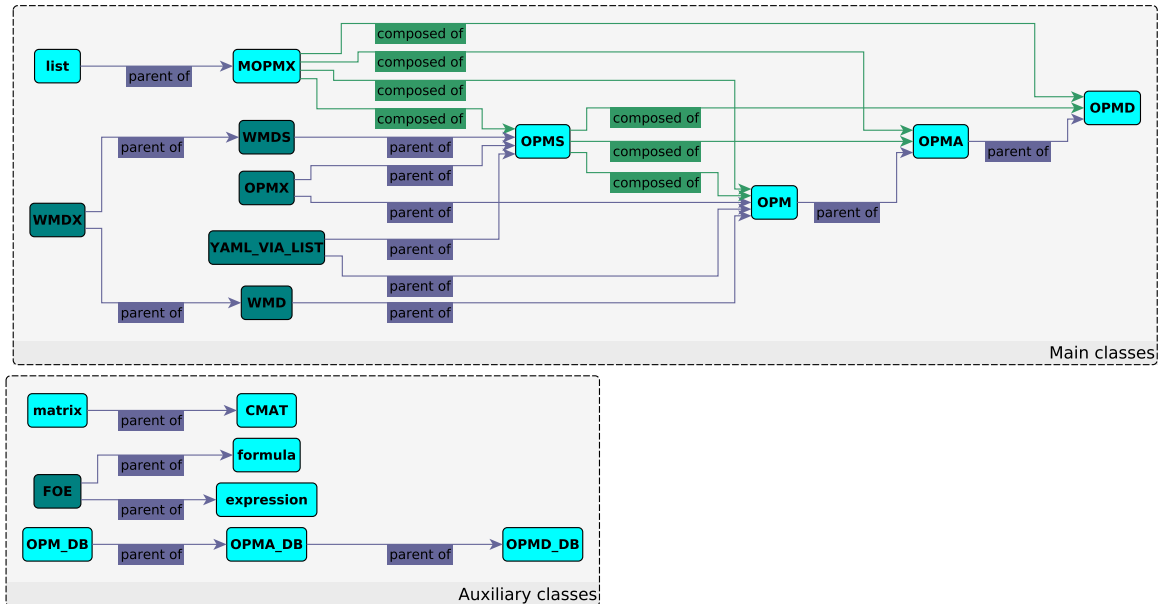 composed of
list
parent of
MOPMX
composed of
composed of
composed of
OPMD
WMDS
parent of
parent of
OPMS
composed of
composed of
composed of
OPMA
parent of
OPMX
parent of
parent of
OPM
parent of
WMDX
YAML_VIA_LIST
parent of
parent of
parent of
WMD
parent of
Main classes
matrix
parent of
CMAT
FOE
parent of
formula
parent of
expression
OPM_DB
parent of
OPMA_DB
parent of
OPMD_DB
Auxiliary classes